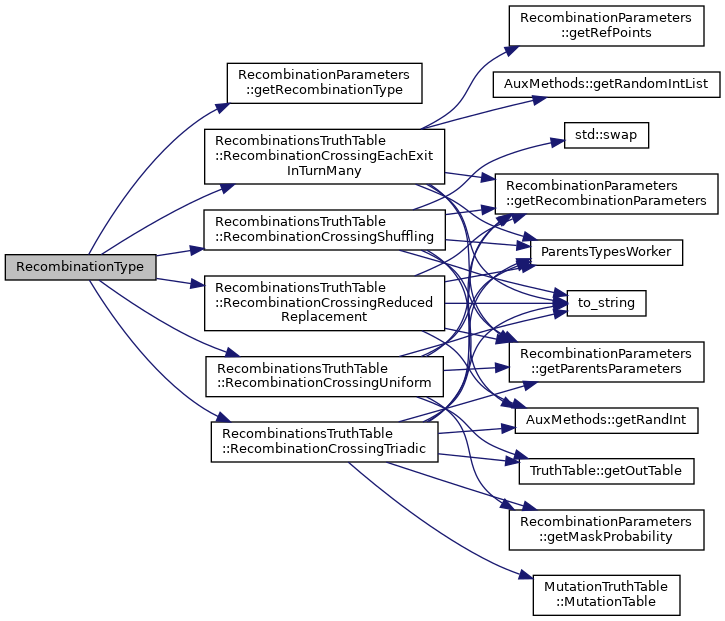 RecombinationType
RecombinationParameters
::getRecombinationType
RecombinationsTruthTable
::RecombinationCrossingEachExit
InTurnMany
RecombinationsTruthTable
::RecombinationCrossingShuffling
RecombinationsTruthTable
::RecombinationCrossingReduced
Replacement
RecombinationsTruthTable
::RecombinationCrossingUniform
RecombinationsTruthTable
::RecombinationCrossingTriadic
RecombinationParameters
::getRefPoints
AuxMethods::getRandomIntList
std::swap
RecombinationParameters
::getRecombinationParameters
ParentsTypesWorker
to_string
RecombinationParameters
::getParentsParameters
AuxMethods::getRandInt
TruthTable::getOutTable
RecombinationParameters
::getMaskProbability
MutationTruthTable
::MutationTable